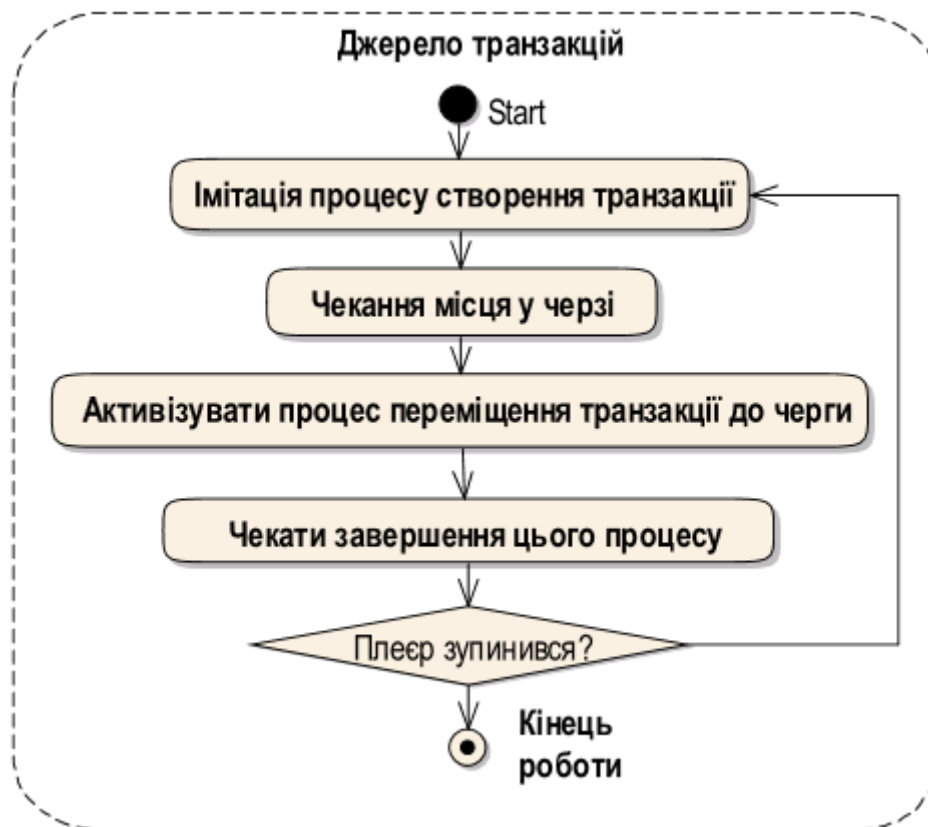 Джерело транзакцій
Start
Імітація процесу створення транзакції
Чекання місця у черзі
Активізувати процес переміщення транзакції до черги
Чекати завершення цього процесу
Плеєр зупинився?
Кінець
роботи